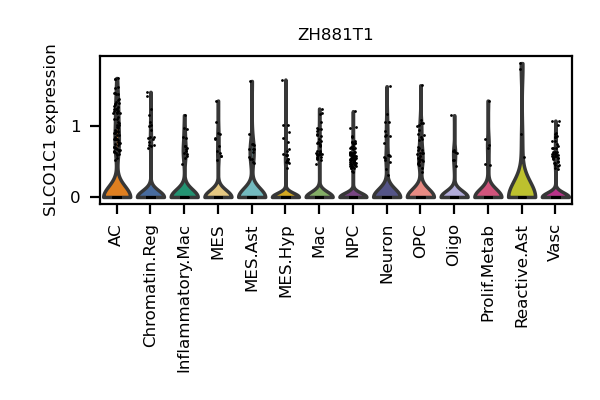 ZH881T1
SLCO1C1 expression
1
0
AC
Chromatin.Reg
Inflammatory.Mac
MES
MES.Ast
MES.Hyp
Mac
NPC
Neuron
OPC
Oligo
Prolif.Metab
Reactive.Ast
Vasc